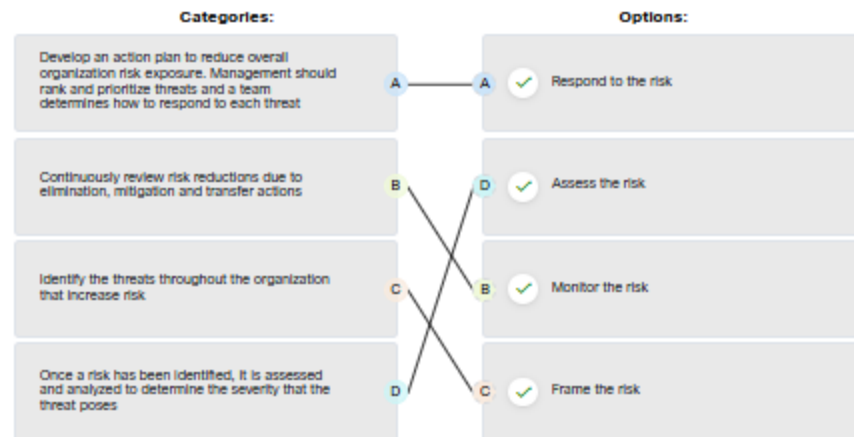 Categories:
Options:
Develop an action plan to reduce overall
organization risk exposure. Management should
rank and prioritize threats and a team
determines how to respond to each threat
A
A
Respond to the risk
Continuously review risk reductions due to
elimination, mitigation and transfer actions
B
D
Assess the risk
Identify the threats throughout the organization
that increase risk
C
B
Monitor the risk
Once a risk has been identified, it is assessed
and analyzed to determine the severity that the
threat poses
D
C
Frame the risk